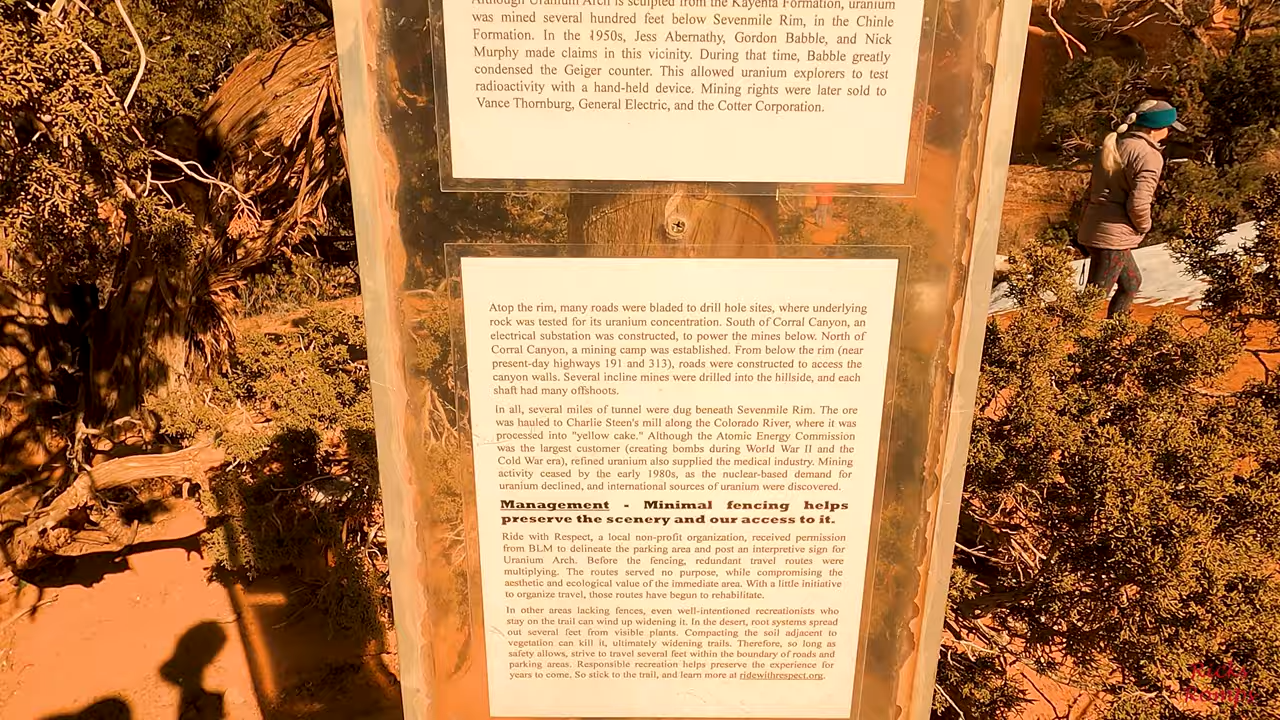 Although Uranium Arch is sculpted from the Kayenta Formation, uranium
was mined several hundred feet below Sevenmile Rim, in the Chinle
Formation. In the 1950s, Jess Abernathy, Gordon Babble, and Nick
Murphy made claims in this vicinity. During that time, Babble greatly
condensed the Geiger counter. This allowed uranium explorers to test
radioactivity with a hand-held device. Mining rights were later sold to
Vance Thornburg, General Electric, and the Cotter Corporation.
Atop the rim, many roads were bladed to drill hole sites, where underlying
rock was tested for its uranium concentration. South of Corral Canyon, an
electrical substation was constructed, to power the mines below. North of
Corral Canyon, a mining camp was established. From below the rim (near
present-day highways 191 and 313), roads were constructed to access the
canyon walls. Several incline mines were drilled into the hillside, and each
shaft had many offshoots.
In all, several miles of tunnel were dug beneath Sevenmile Rim. The ore
was hauled to Charlie Steen's mill along the Colorado River, where it was
processed into "yellow cake." Although the Atomic Energy Commission
was the largest customer (creating bombs during World War II and the
Cold War era), refined uranium also supplied the medical industry. Mining
activity ceased by the early 1980s, as the nuclear-based demand for
uranium declined, and international sources of uranium were discovered.
Management - Minimal fencing helps
preserve the scenery and our access to it.
Ride with Respect, a local non-profit organization, received permission
from BLM to delineate the parking area and post an interpretive sign for
Uranium Arch. Before the fencing, redundant travel routes were
multiplying. The routes served no purpose, while compromising the
aesthetic and ecological value of the immediate area. With a little initiative
to organize travel, those routes have begun to rehabilitate.
In other areas lacking fences, even well-intentioned recreationists who
stay on the trail can wind up widening it. In the desert, root systems spread
out several feet from visible plants. Compacting the soil adjacent to
vegetation can kill it, ultimately widening trails. Therefore, so long as
safety allows, strive to travel several feet within the boundary of roads and
parking areas. Responsible recreation helps preserve the experience for
years to come. So stick to the trail, and learn more at ridewithrespect.org.